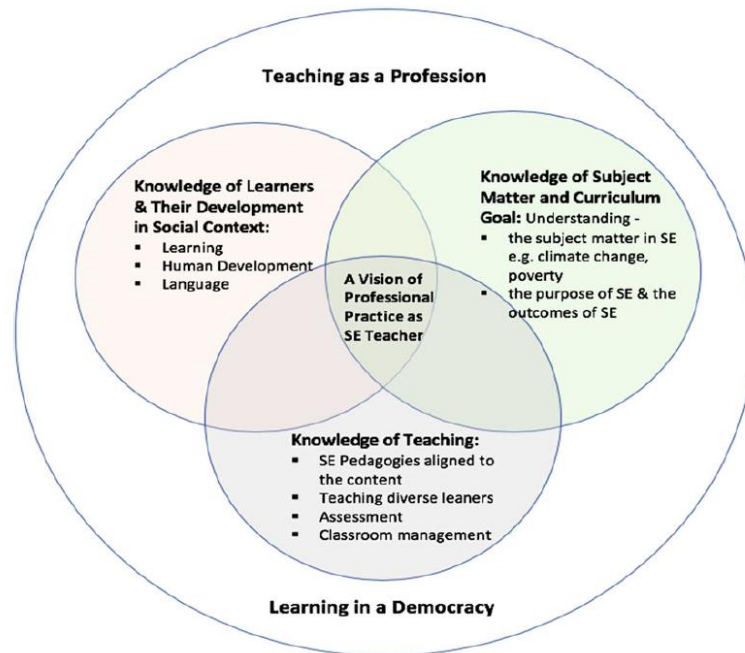 Teaching as a Profession
Knowledge of Learners
& Their Development
in Social Context:
▪ Learning
▪ Human Development
▪ Language
Knowledge of Subject
Matter and Curriculum
Goal: Understanding -
▪ the subject matter in SE
e.g. climate change,
poverty
▪ the purpose of SE & the
outcomes of SE
A Vision of
Professional
Practice as
SE Teacher
Knowledge of Teaching:
▪ SE Pedagogies aligned to
the content
▪ Teaching diverse leaners
▪ Assessment
▪ Classroom management
Learning in a Democracy